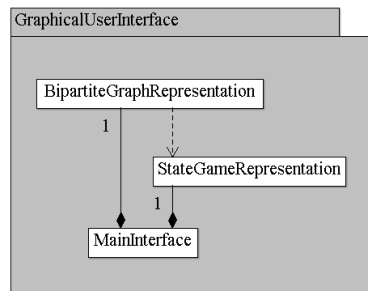 GraphicalUserInterface
BipartiteGraphRepresentation
1
StateGameRepresentation
1
MainInterface